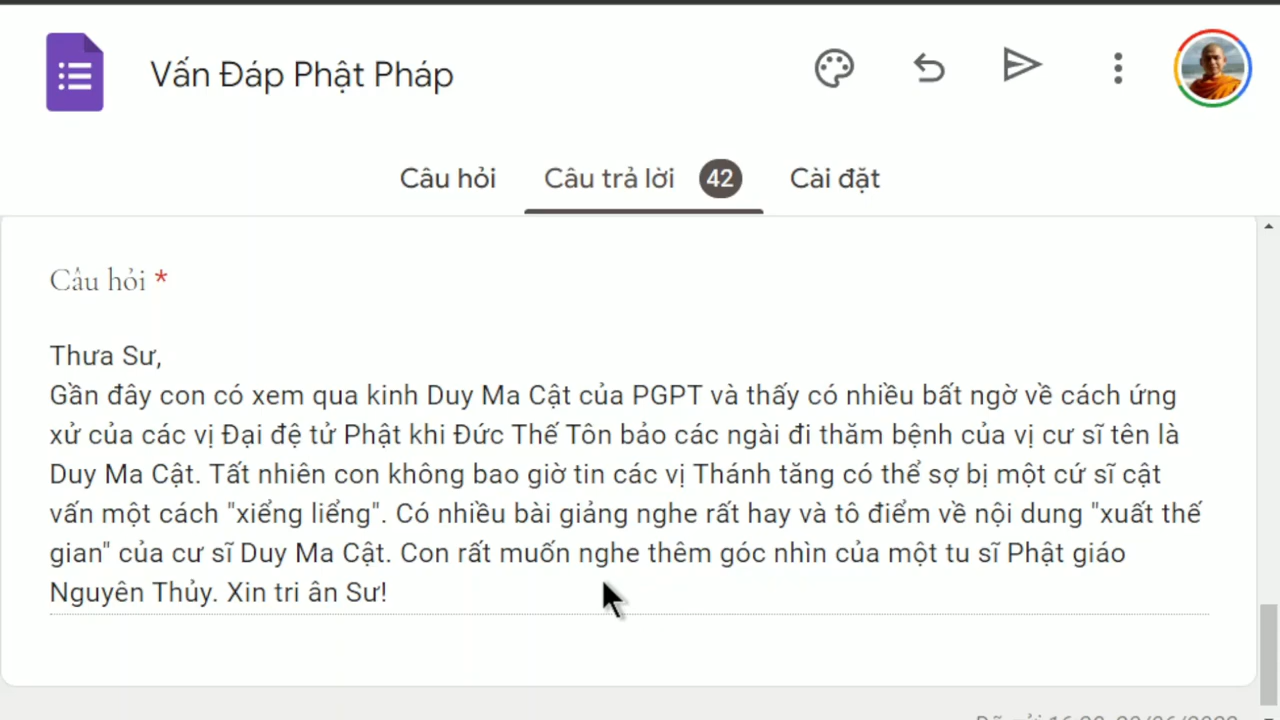 Vấn Đáp Phật Pháp
Câu hỏi
Câu trả lời 42
Cài đặt
Câu hỏi *
Thưa Sư,
Gần đây con có xem qua kinh Duy Ma Cật của PGPT và thấy có nhiều bất ngờ về cách ứng
xử của các vị Đại đệ tử Phật khi Đức Thế Tôn bảo các ngài đi thăm bệnh của vị cư sĩ tên là
Duy Ma Cật. Tất nhiên con không bao giờ tin các vị Thánh tăng có thể sợ bị một cứ sĩ cật
vấn một cách "xiểng liểng". Có nhiều bài giảng nghe rất hay và tô điểm về nội dung "xuất thế
gian" của cư sĩ Duy Ma Cật. Con rất muốn nghe thêm góc nhìn của một tu sĩ Phật giáo
Nguyên Thủy. Xin tri ân Sư!